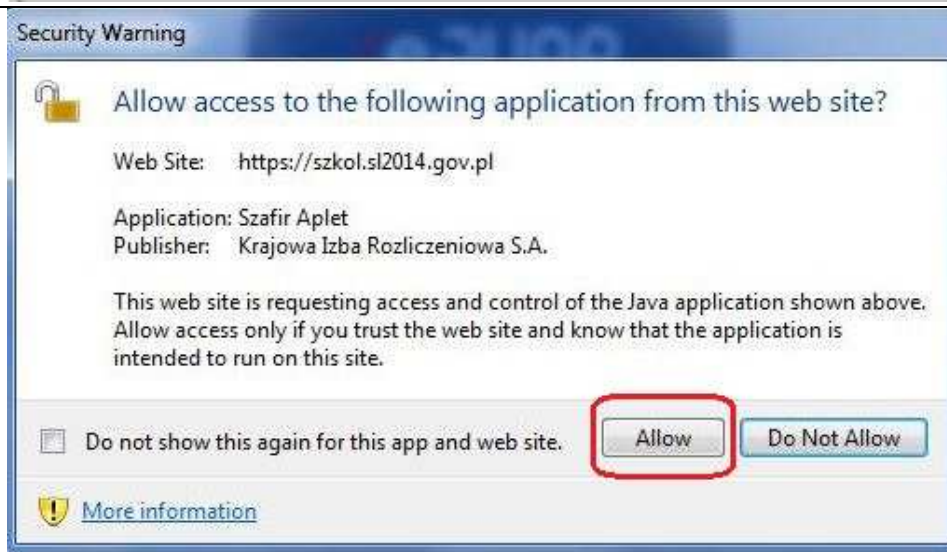 Security Warning
Allow access to the following application from this web site?
Web Site: https://szkol.sl2014.gov.pl
Application: Szafir Aplet
Publisher: Krajowa Izba Rozliczeniowa S.A.
This web site is requesting access and control of the Java application shown above.
Allow access only if you trust the web site and know that the application is
intended to run on this site.
Do not show this again for this app and web site. Allow Do Not Allow
More information